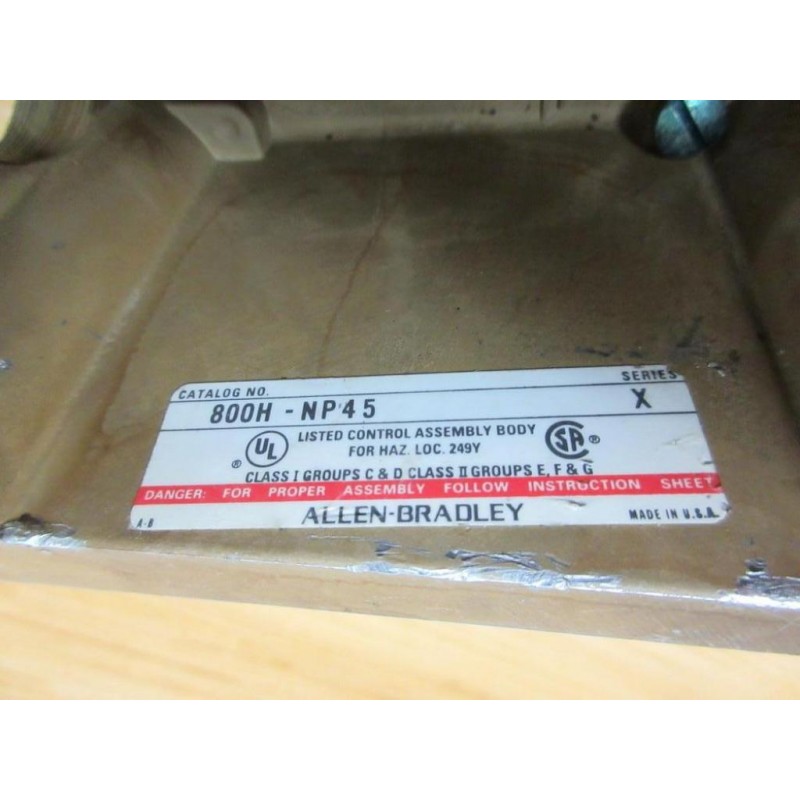 CATALOG NO. SERIES
800H - NP45 X
UL LISTED CONTROL ASSEMBLY BODY SA ®
® FOR HAZ. LOC. 249Y
CLASS I GROUPS C & D CLASS II GROUPS E, F & G
DANGER: FOR PROPER ASSEMBLY FOLLOW INSTRUCTION SHEET
A-B ALLEN-BRADLEY MADE IN U.S.A.